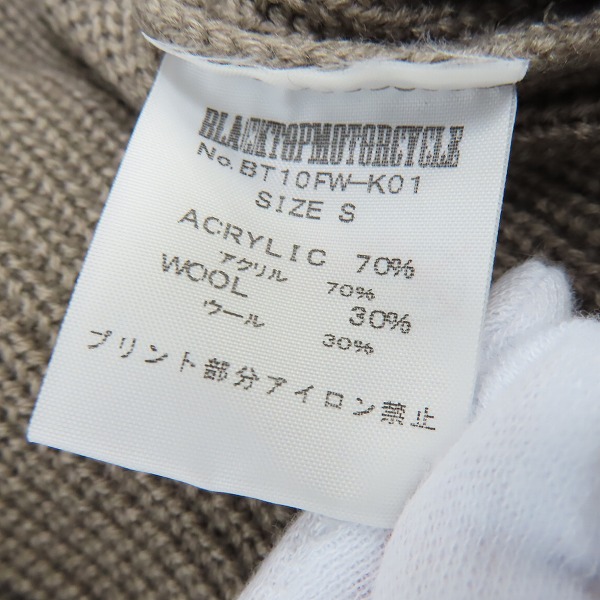 BLACKTOPMOTORCYCLE
No.BT10FW-K01
SIZE S
ACRYLIC 70%
アクリル 70%
WOOL 30%
ウール 30%
プリント部分アイロン禁止